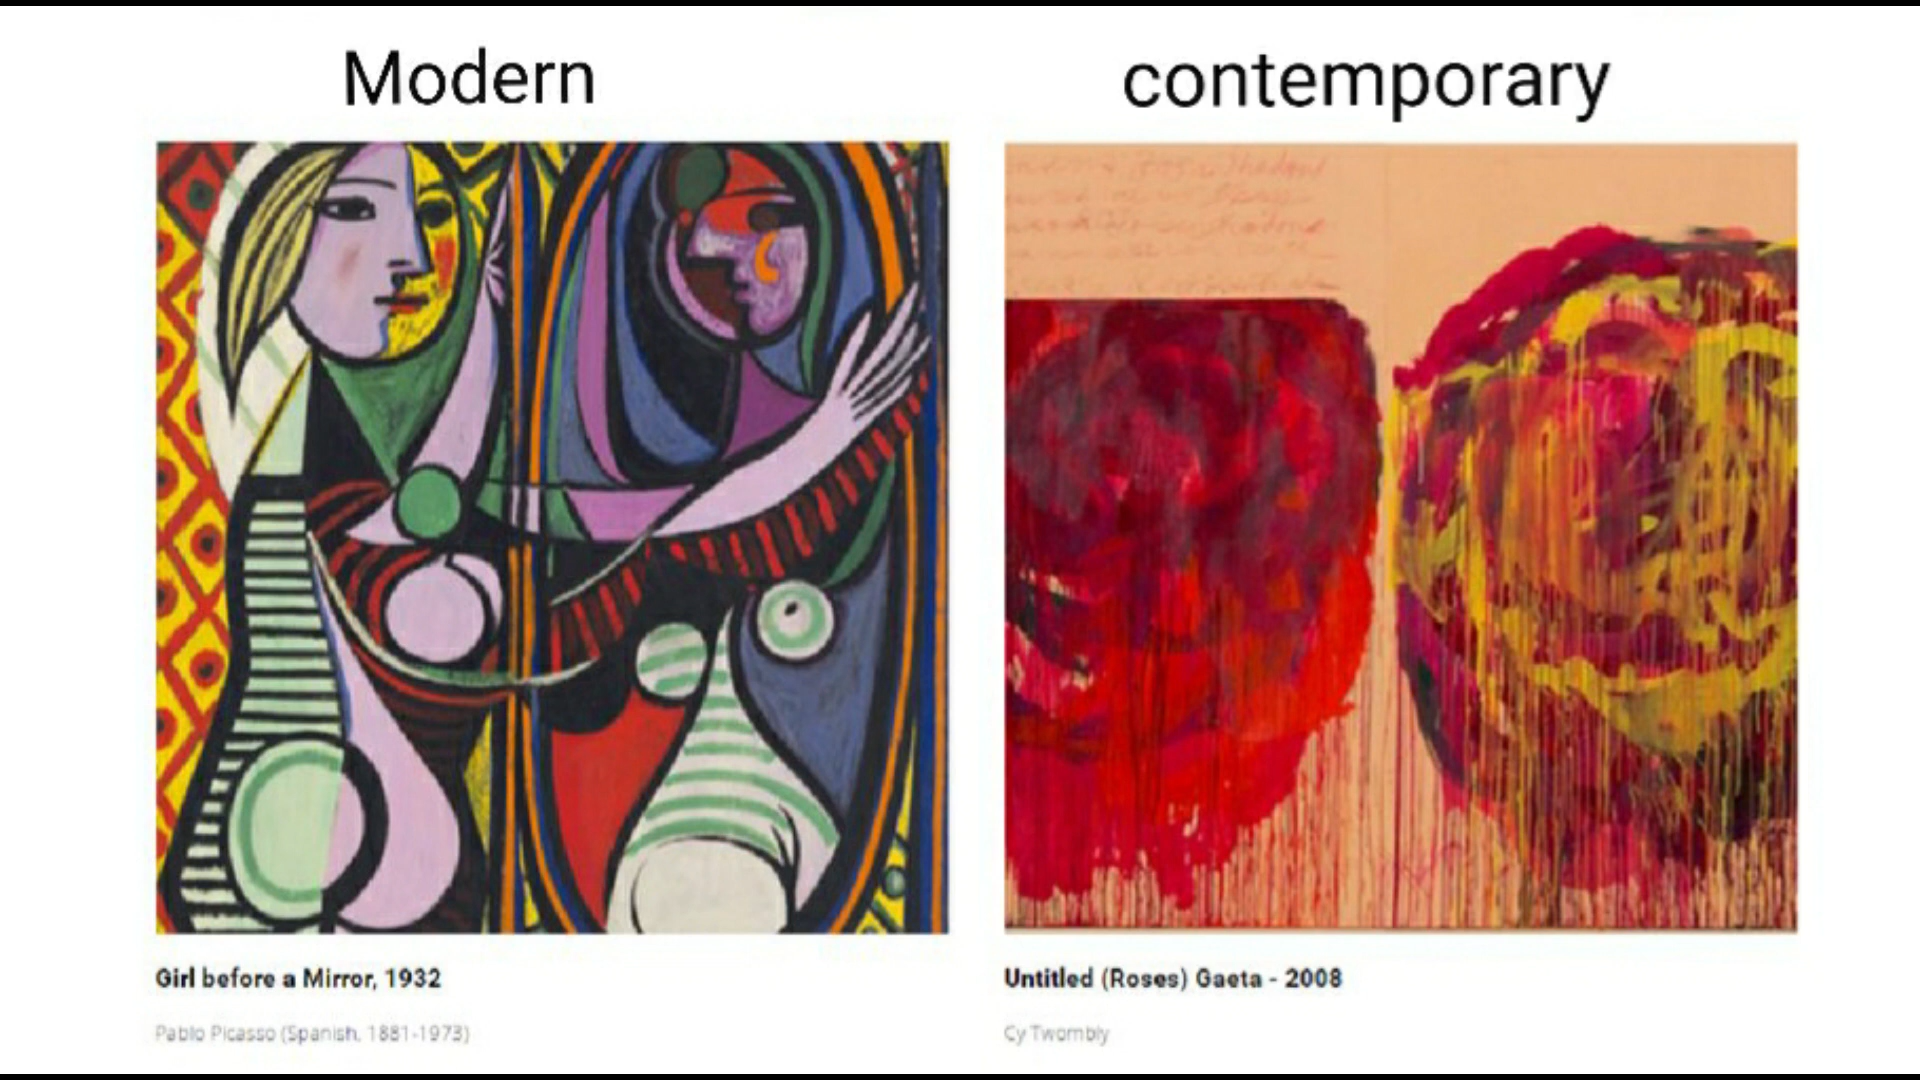 Modern
contemporary
Girl before a Mirror, 1932
Pablo Picasso (Spanish, 1881-1973)
Untitled (Roses) Gaeta - 2008
Cy Twombly